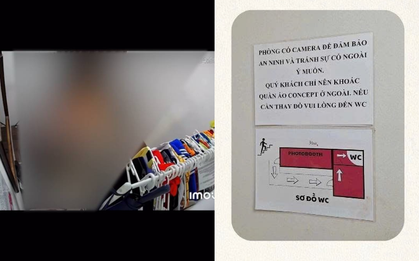 imou
PHÒNG CÓ CAMERA ĐỂ ĐẢM BẢO
AN NINH VÀ TRÁNH SỰ CỐ NGOÀI
Ý MUỐN.
QUÝ KHÁCH CHỈ NÊN KHOÁC
QUẦN ÁO CONCEPT Ở NGOÀI. NẾU
CẦN THAY ĐỒ VUI LÒNG ĐẾN WC
PHOTOBOOTH
WC
SƠ ĐỒ WC